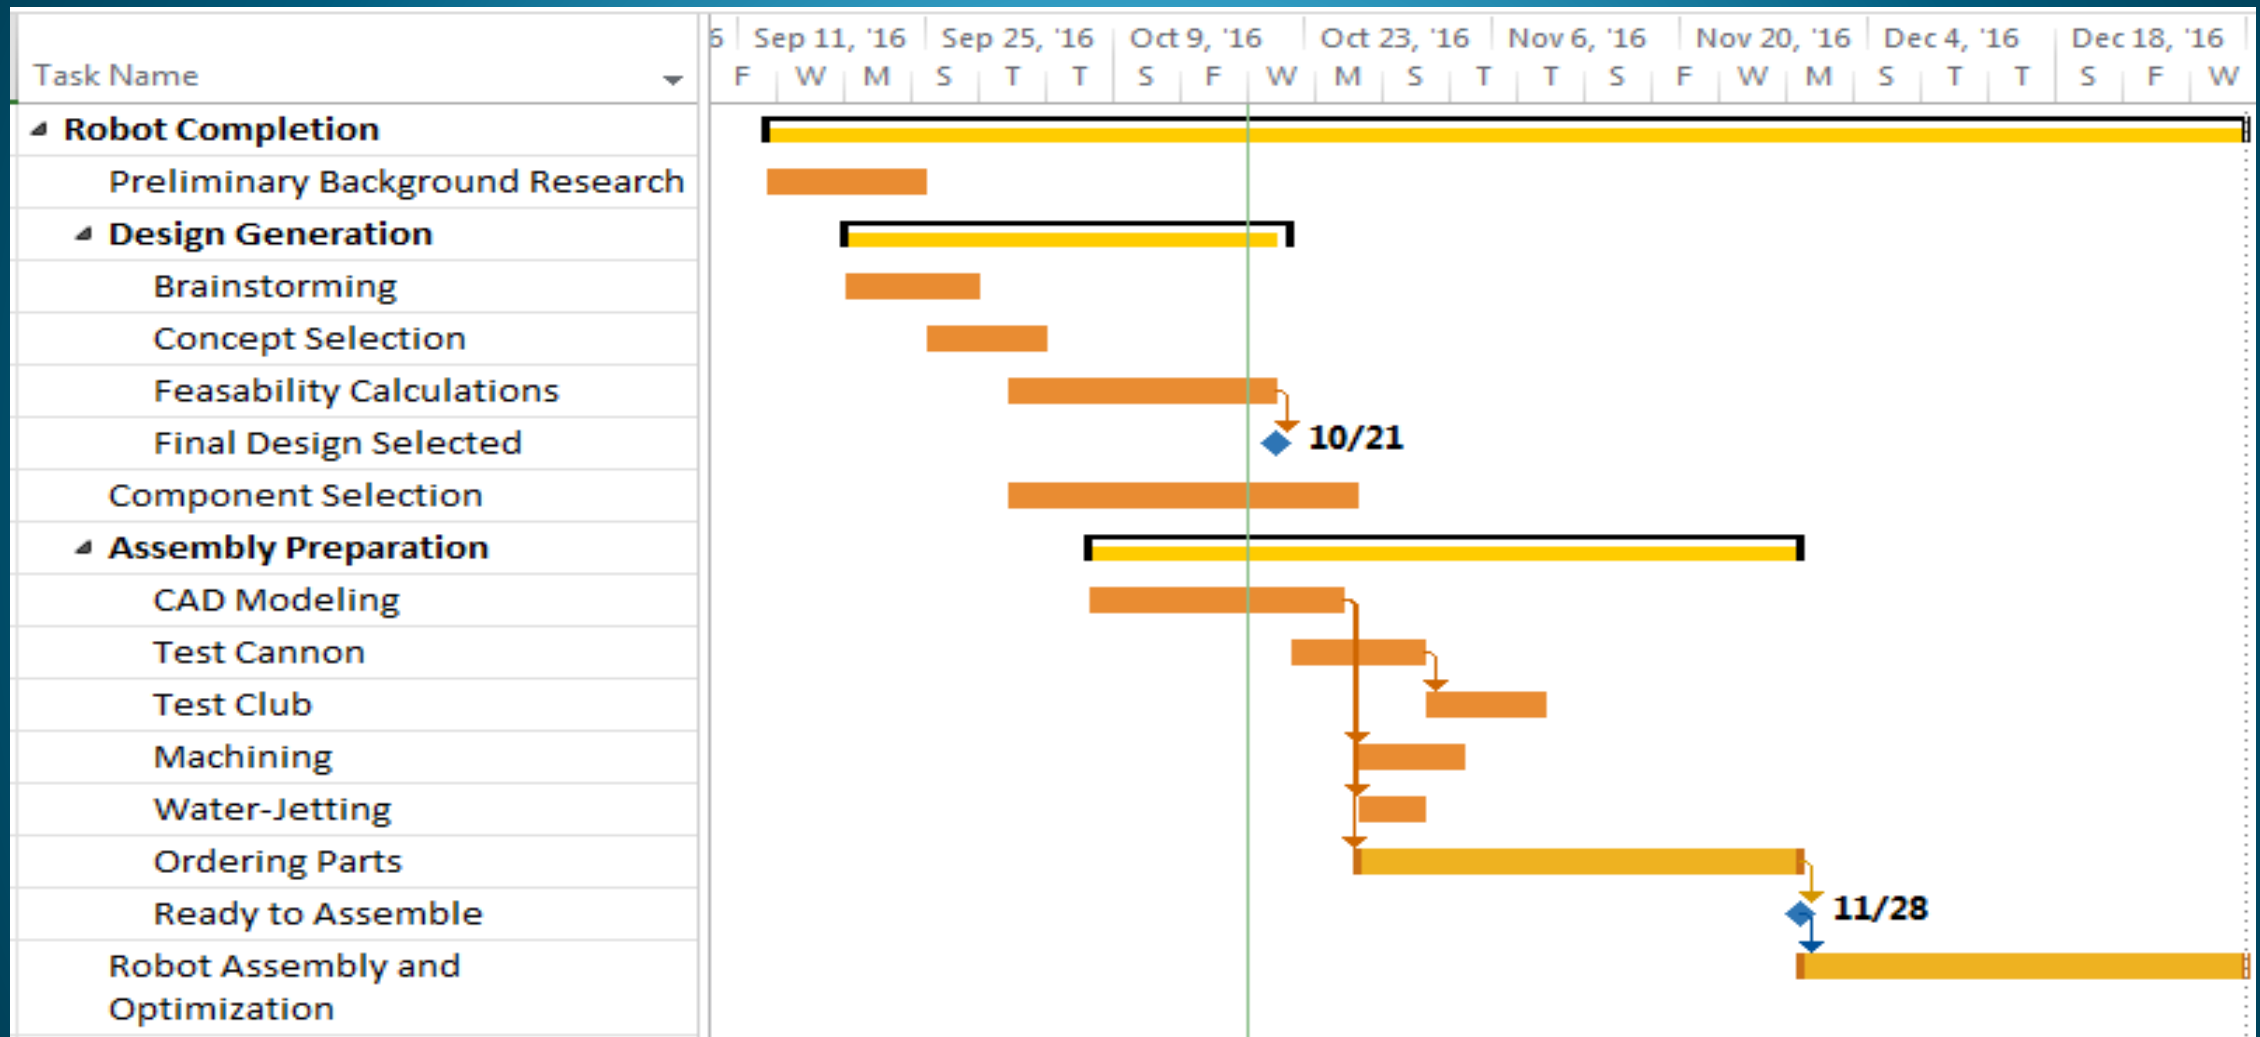 6 Sep 11, '16 Sep 25, '16 Oct 9, '16 Oct 23, '16 Nov 6, '16 Nov 20, '16 Dec 4, '16 Dec 18, '16
Task Name F W M S T T S F W M S T T S F W M S T T S F W
Robot Completion
Preliminary Background Research
Design Generation
Brainstorming
Concept Selection
Feasability Calculations
Final Design Selected 10/21
Component Selection
Assembly Preparation
CAD Modeling
Test Cannon
Test Club
Machining
Water-Jetting
Ordering Parts
Ready to Assemble 11/28
Robot Assembly and
Optimization